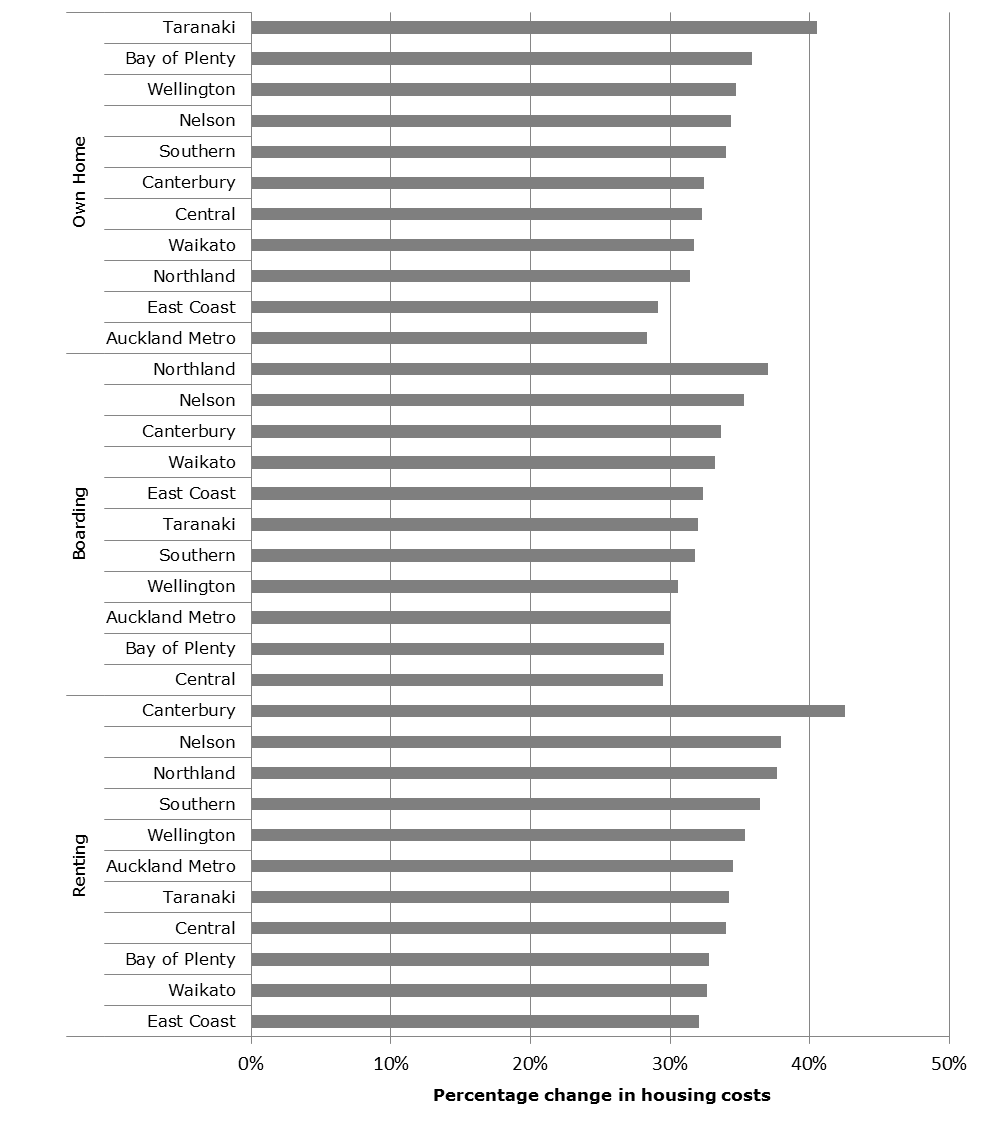 Own Home
Taranaki
Bay of Plenty
Wellington
Nelson
Southern
Canterbury
Central
Waikato
Northland
East Coast
Auckland Metro
Boarding
Northland
Nelson
Canterbury
Waikato
East Coast
Taranaki
Southern
Wellington
Auckland Metro
Bay of Plenty
Central
Renting
Canterbury
Nelson
Northland
Southern
Wellington
Auckland Metro
Taranaki
Central
Bay of Plenty
Waikato
East Coast
0% 10% 20% 30% 40% 50%
Percentage change in housing costs